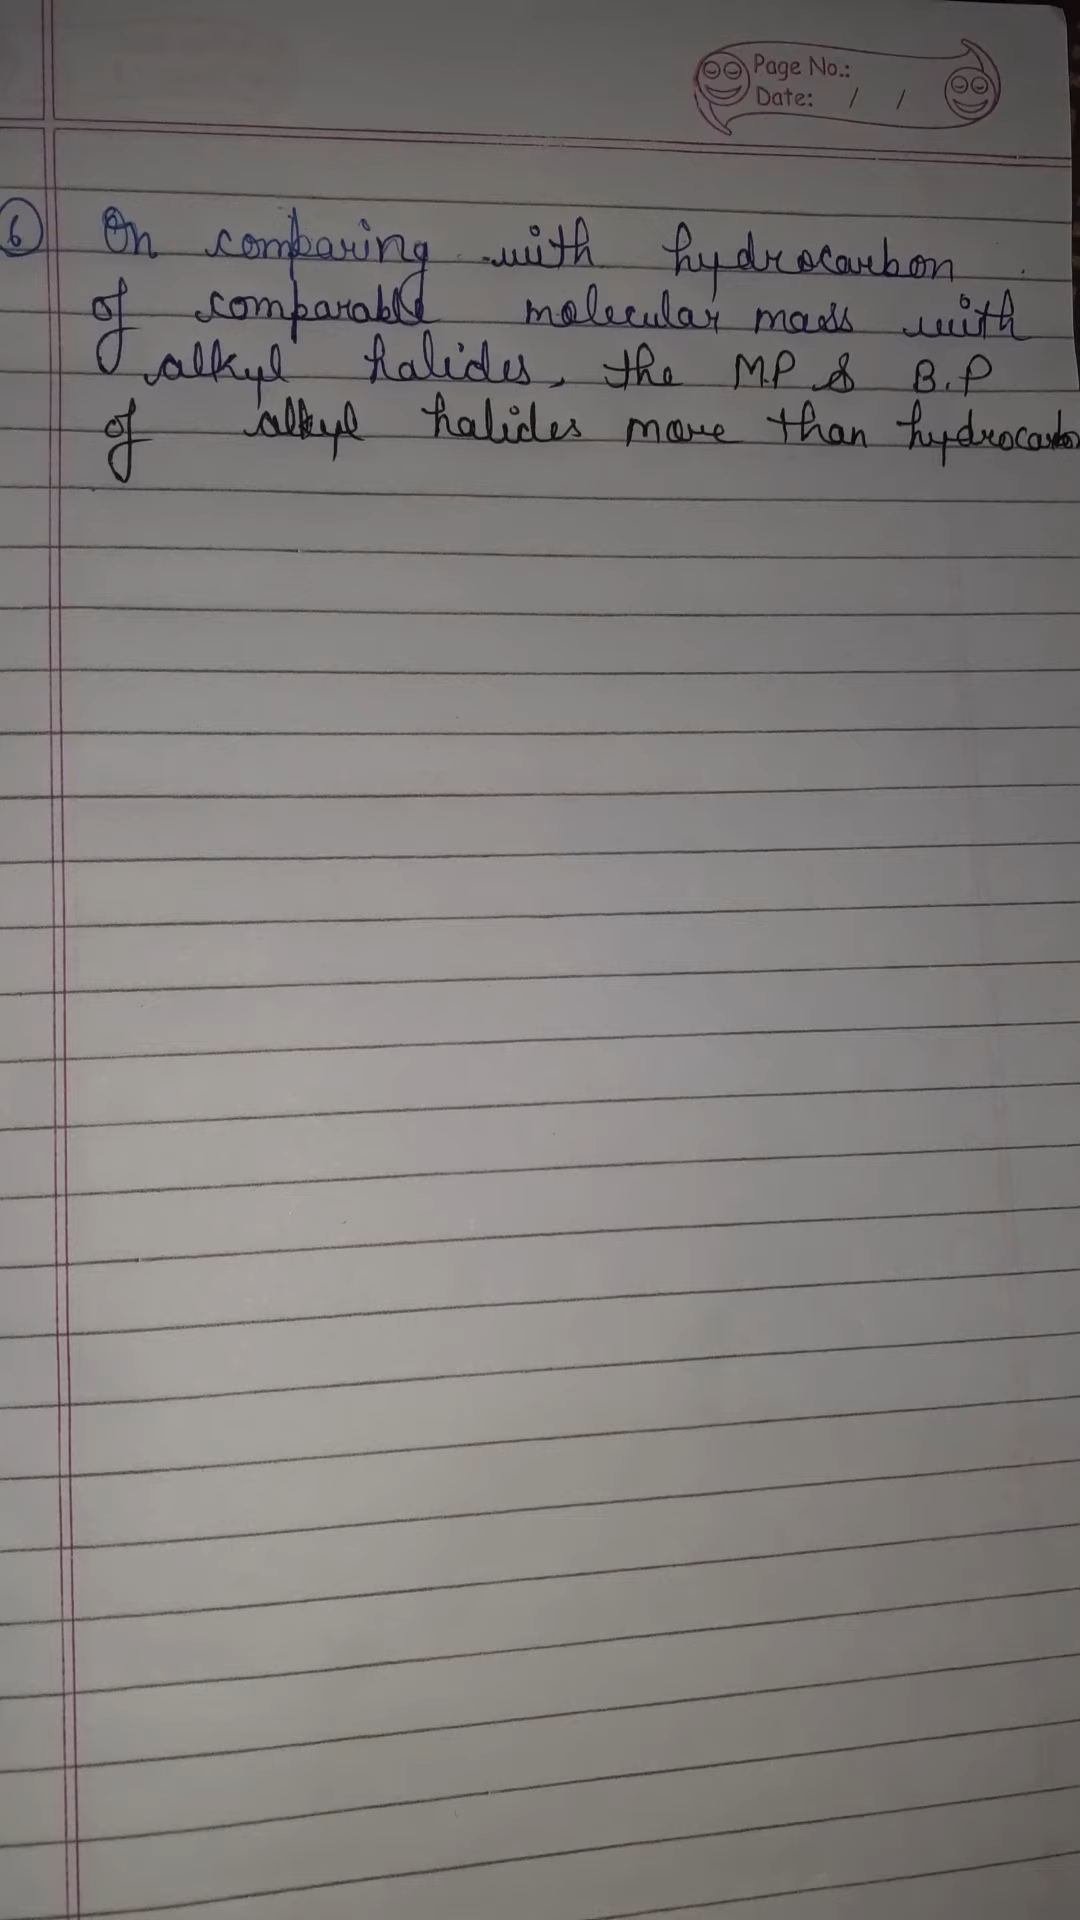 Page No.:
Date: / /
6 On comparing with hydrocarbon
of comparable molecular mass with
alkyl halides, the M.P & B.P
of alkyl halides more than hydrocarbon